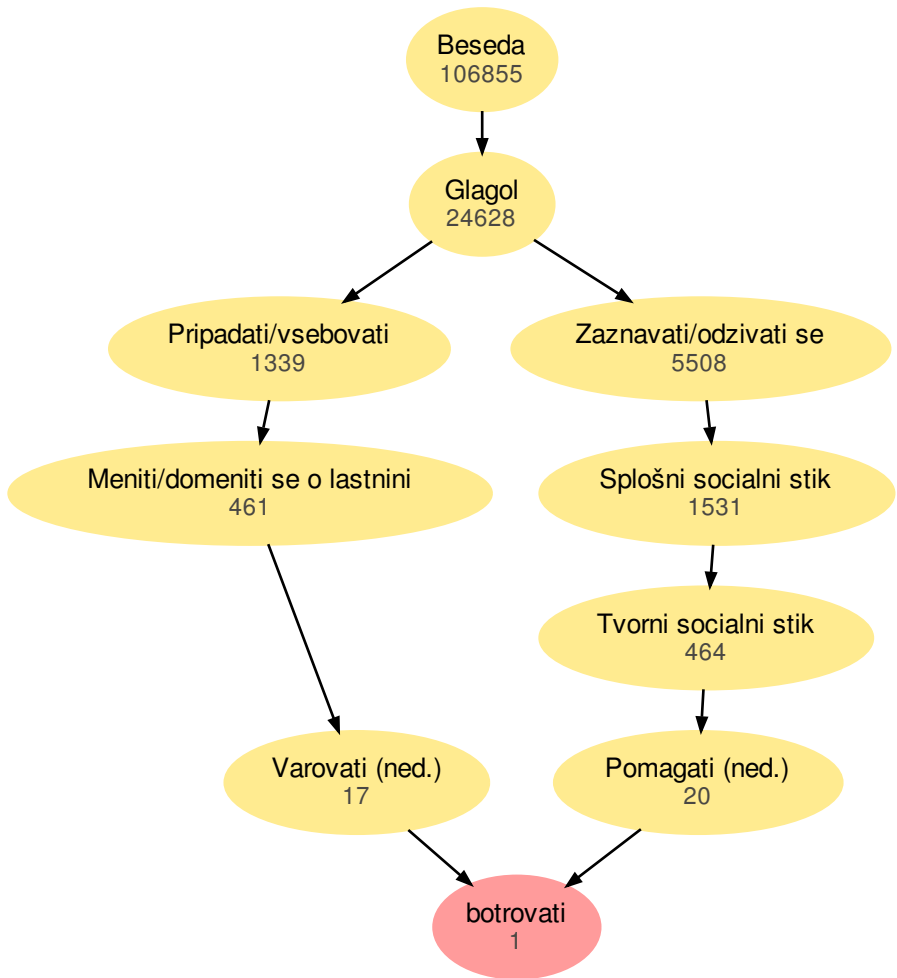 Beseda
106855
Glagol
24628
Pripadati/vsebovati
1339
Zaznavati/odzivati se
5508
Meniti/domeniti se o lastnini
461
Splošni socialni stik
1531
Tvorni socialni stik
464
Varovati (ned.)
17
Pomagati (ned.)
20
botrovati
1